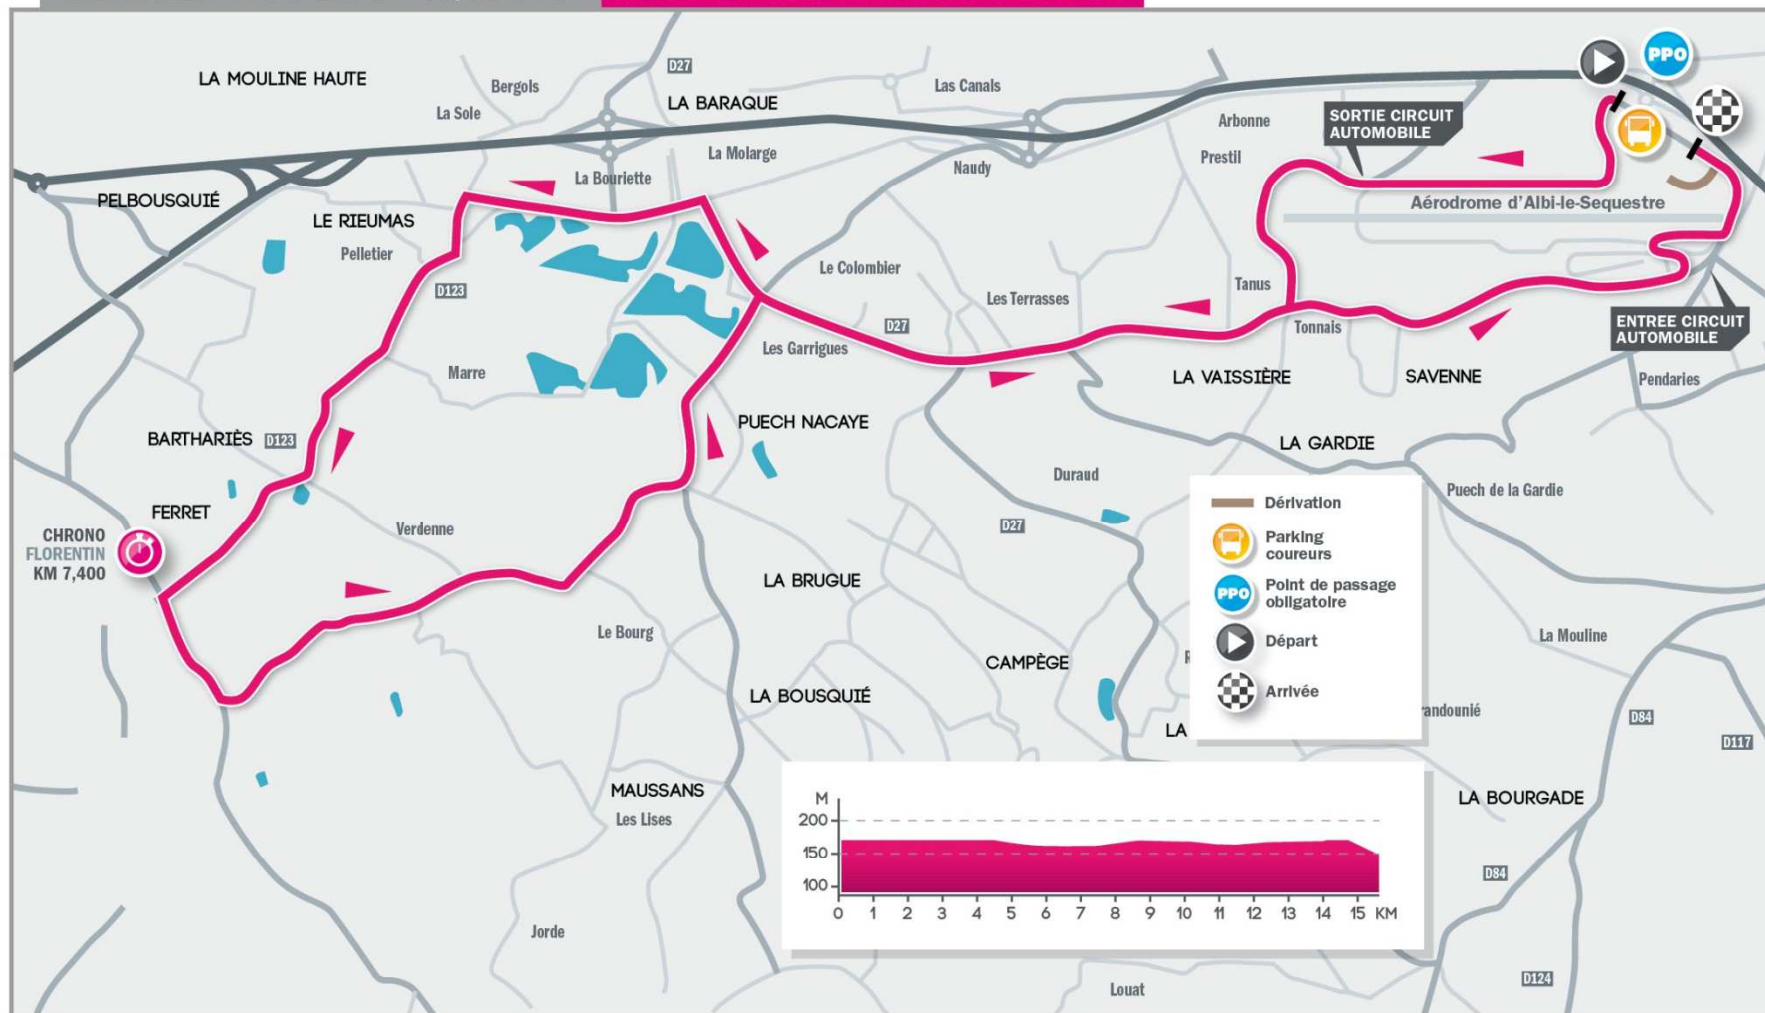 LA MOULINE HAUTE
Bergols
D27
La Sole
LA BARAQUE
Las Canals
PPO
SORTIE CIRCUIT
AUTOMOBILE
Arbonne
La Molarge
Naudy
Prestil
La Bouriette
PELBOUSQUIÉ
LE RIEUMAS
Aérodrome d'Albi-le-Sequestre
Pelletier
Le Colombier
Tanus
D123
Les Terrasses
D27
Tonnais
ENTREE CIRCUIT
AUTOMOBILE
Les Garrigues
Marre
LA VAISSIÈRE
SAVENNE
Pendaries
PUECH NACAYE
BARTHARIÈS
D123
LA GARDIE
Duraud
Puech de la Gardie
FERRET
Verdenne
D27
CHRONO
FLORENTIN
KM 7,400
Dérivation
Parking
coureurs
LA BRUGUE
PPO
Point de passage
obligatoire
Le Bourg
Départ
La Mouline
CAMPÈGE
LA BOUSQUIÉ
Arrivée
randounié
D84
LA
D117
MAUSSANS
Les Lises
LA BOURGADE
M
200
150
100
0 1 2 3 4 5 6 7 8 9 10 11 12 13 14 15 KM
D84
Jorde
D124
Louat